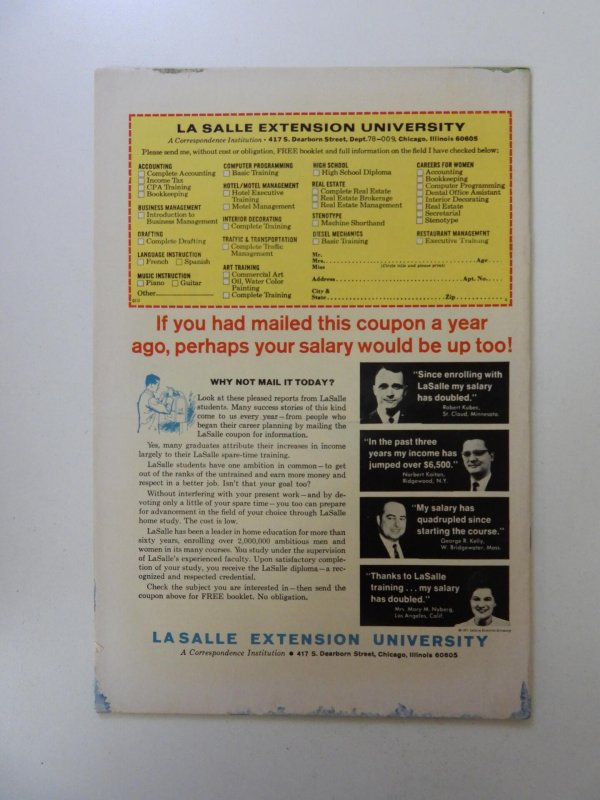 LA SALLE EXTENSION UNIVERSITY
A Correspondence Institution • 417 S. Dearborn Street, Dept. 78-009, Chicago, Illinois 60605
Please send me, without cost or obligation, FREE booklet and full information on the field I have checked below:
ACCOUNTING
Complete Accounting
Income Tax
CPA Training
Bookkeeping
BUSINESS MANAGEMENT
Introduction to
Business Management
DRAFTING
Complete Drafting
LANGUAGE INSTRUCTION
French Spanish
MUSIC INSTRUCTION
Piano Guitar
Other
COMPUTER PROGRAMMING
Basic Training
HOTEL/MOTEL MANAGEMENT
Hotel Executive
Training
Motel Management
INTERIOR DECORATING
Complete Training
TRAFFIC & TRANSPORTATION
Complete Traffic
Management
ART TRAINING
Commercial Art
Oil, Water Color
Painting
Complete Training
HIGH SCHOOL
High School Diploma
REAL ESTATE
Complete Real Estate
Real Estate Brokerage
Real Estate Management
STENOTYPE
Machine Shorthand
DIESEL MECHANICS
Basic Training
CAREERS FOR WOMEN
Accounting
Bookkeeping
Computer Programming
Dental Office Assistant
Interior Decorating
Real Estate
Secretarial
Stenotype
RESTAURANT MANAGEMENT
Executive Training
Mr.
Mrs. Age
Miss (Circle title and please print)
Address Apt. No.
City &
State Zip
If you had mailed this coupon a year
ago, perhaps your salary would be up too!
WHY NOT MAIL IT TODAY?
Look at these pleased reports from LaSalle
students. Many success stories of this kind
come to us every year—from people who
began their career planning by mailing the
LaSalle coupon for information.
Yes, many graduates attribute their increases in income
largely to their LaSalle spare-time training.
LaSalle students have one ambition in common—to get
out of the ranks of the untrained and earn more money and
respect in a better job. Isn't that your goal too?
Without interfering with your present work—and by de-
voting only a little of your spare time—you too can prepare
for advancement in the field of your choice through LaSalle
home study. The cost is low.
LaSalle has been a leader in home education for more than
sixty years, enrolling over 2,000,000 ambitious men and
women in its many courses. You study under the supervision
of LaSalle's experienced faculty. Upon satisfactory comple-
tion of your study, you receive the LaSalle diploma—a rec-
ognized and respected credential.
Check the subject you are interested in—then send the
coupon above for FREE booklet. No obligation.
"Since enrolling with
LaSalle my salary
has doubled."
Robert Kubes,
St. Cloud, Minnesota.
"In the past three
years my income has
jumped over $6,500."
Norbert Kaiton,
Ridgewood, N.Y.
"My salary has
quadrupled since
starting the course."
George R. Kelly,
W. Bridgewater, Mass.
"Thanks to LaSalle
training . . . my salary
has doubled."
Mrs. Mary M. Nyberg,
Los Angeles, Calif.
LA SALLE EXTENSION UNIVERSITY
A Correspondence Institution • 417 S. Dearborn Street, Chicago, Illinois 60605